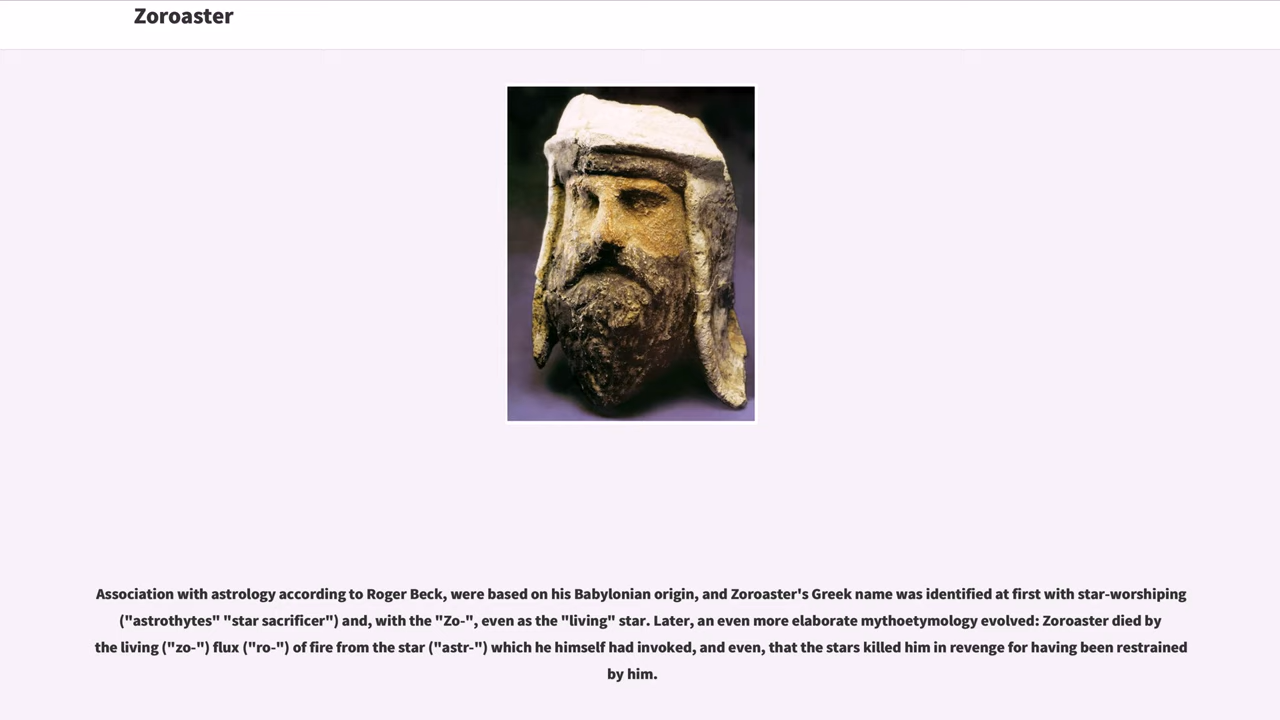 Zoroaster
Association with astrology according to Roger Beck, were based on his Babylonian origin, and Zoroaster's Greek name was identified at first with star-worshiping
("astrothytes" "star sacrificer") and, with the "Zo-", even as the "living" star. Later, an even more elaborate mythoetymology evolved: Zoroaster died by
the living ("zo-") flux ("ro-") of fire from the star ("astr-") which he himself had invoked, and even, that the stars killed him in revenge for having been restrained
by him.